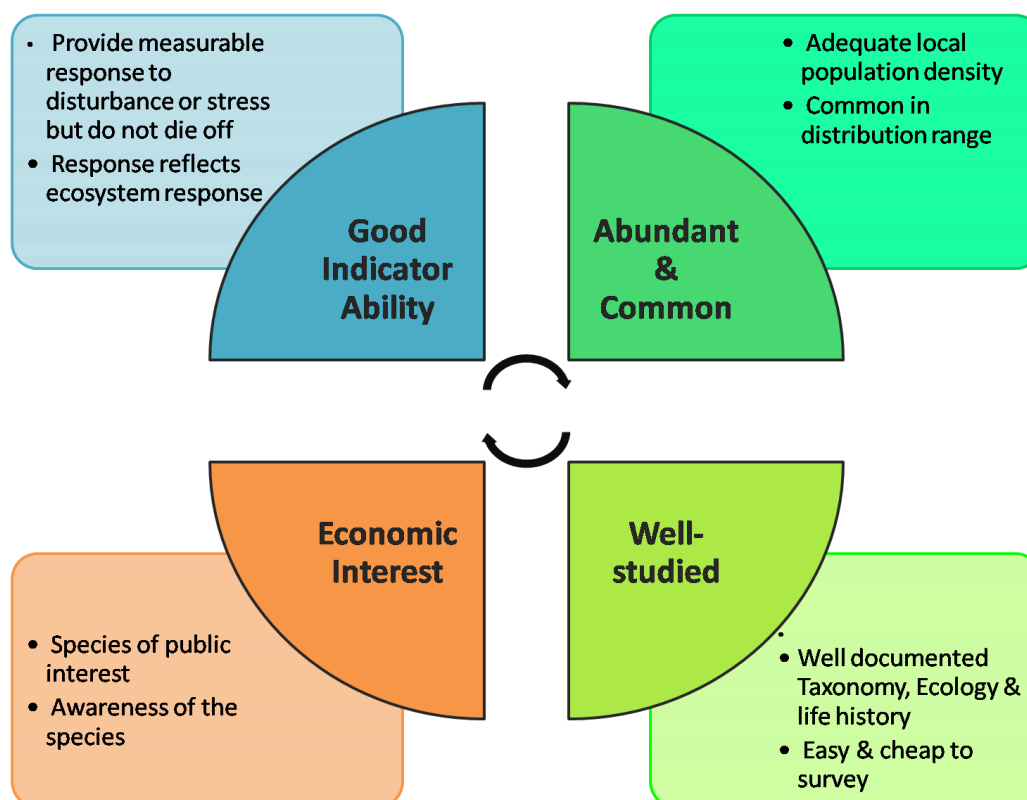 • Provide measurable
response to
disturbance or stress
but do not die off
• Response reflects
ecosystem response
• Adequate local
population density
• Common in
distribution range
Good
Indicator
Ability
Abundant
&
Common
Economic
Interest
Well-
studied
• Species of public
interest
• Awareness of the
species
•
• Well documented
Taxonomy, Ecology &
life history
• Easy & cheap to
survey